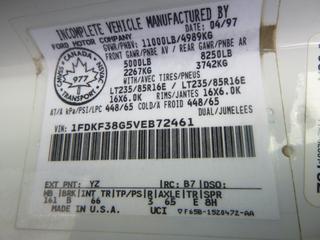 INCOMPLETE VEHICLE MANUFACTURED BY
FORD MOTOR COMPANY DATE: 04/97
GVWR/PNBV: 11000LB/4989KG
FRONT GAWR/PNBE AV / REAR GAWR/PNBE AR
5000LB 8250LB
2267KG 3742KG
WITH/AVEC TIRES/PNEUS
LT235/85R16E / LT235/85R16E
16X6.0K RIMS/JANTES 16X6.0K
AT/A kPa/PSI/LPC 448/65 COLD/A FROID 448/65
DUAL/JUMELEES
CANADA
977
VIN: 1FDKF38G5VEB72461
EXT PNT: YZ RC: B7 DSO:
WB BRK INT TR TP/PS R AXLE TR SPR
161 B 66 3 65 E 8H
MADE IN U.S.A. UCI F65B-1520472-AA